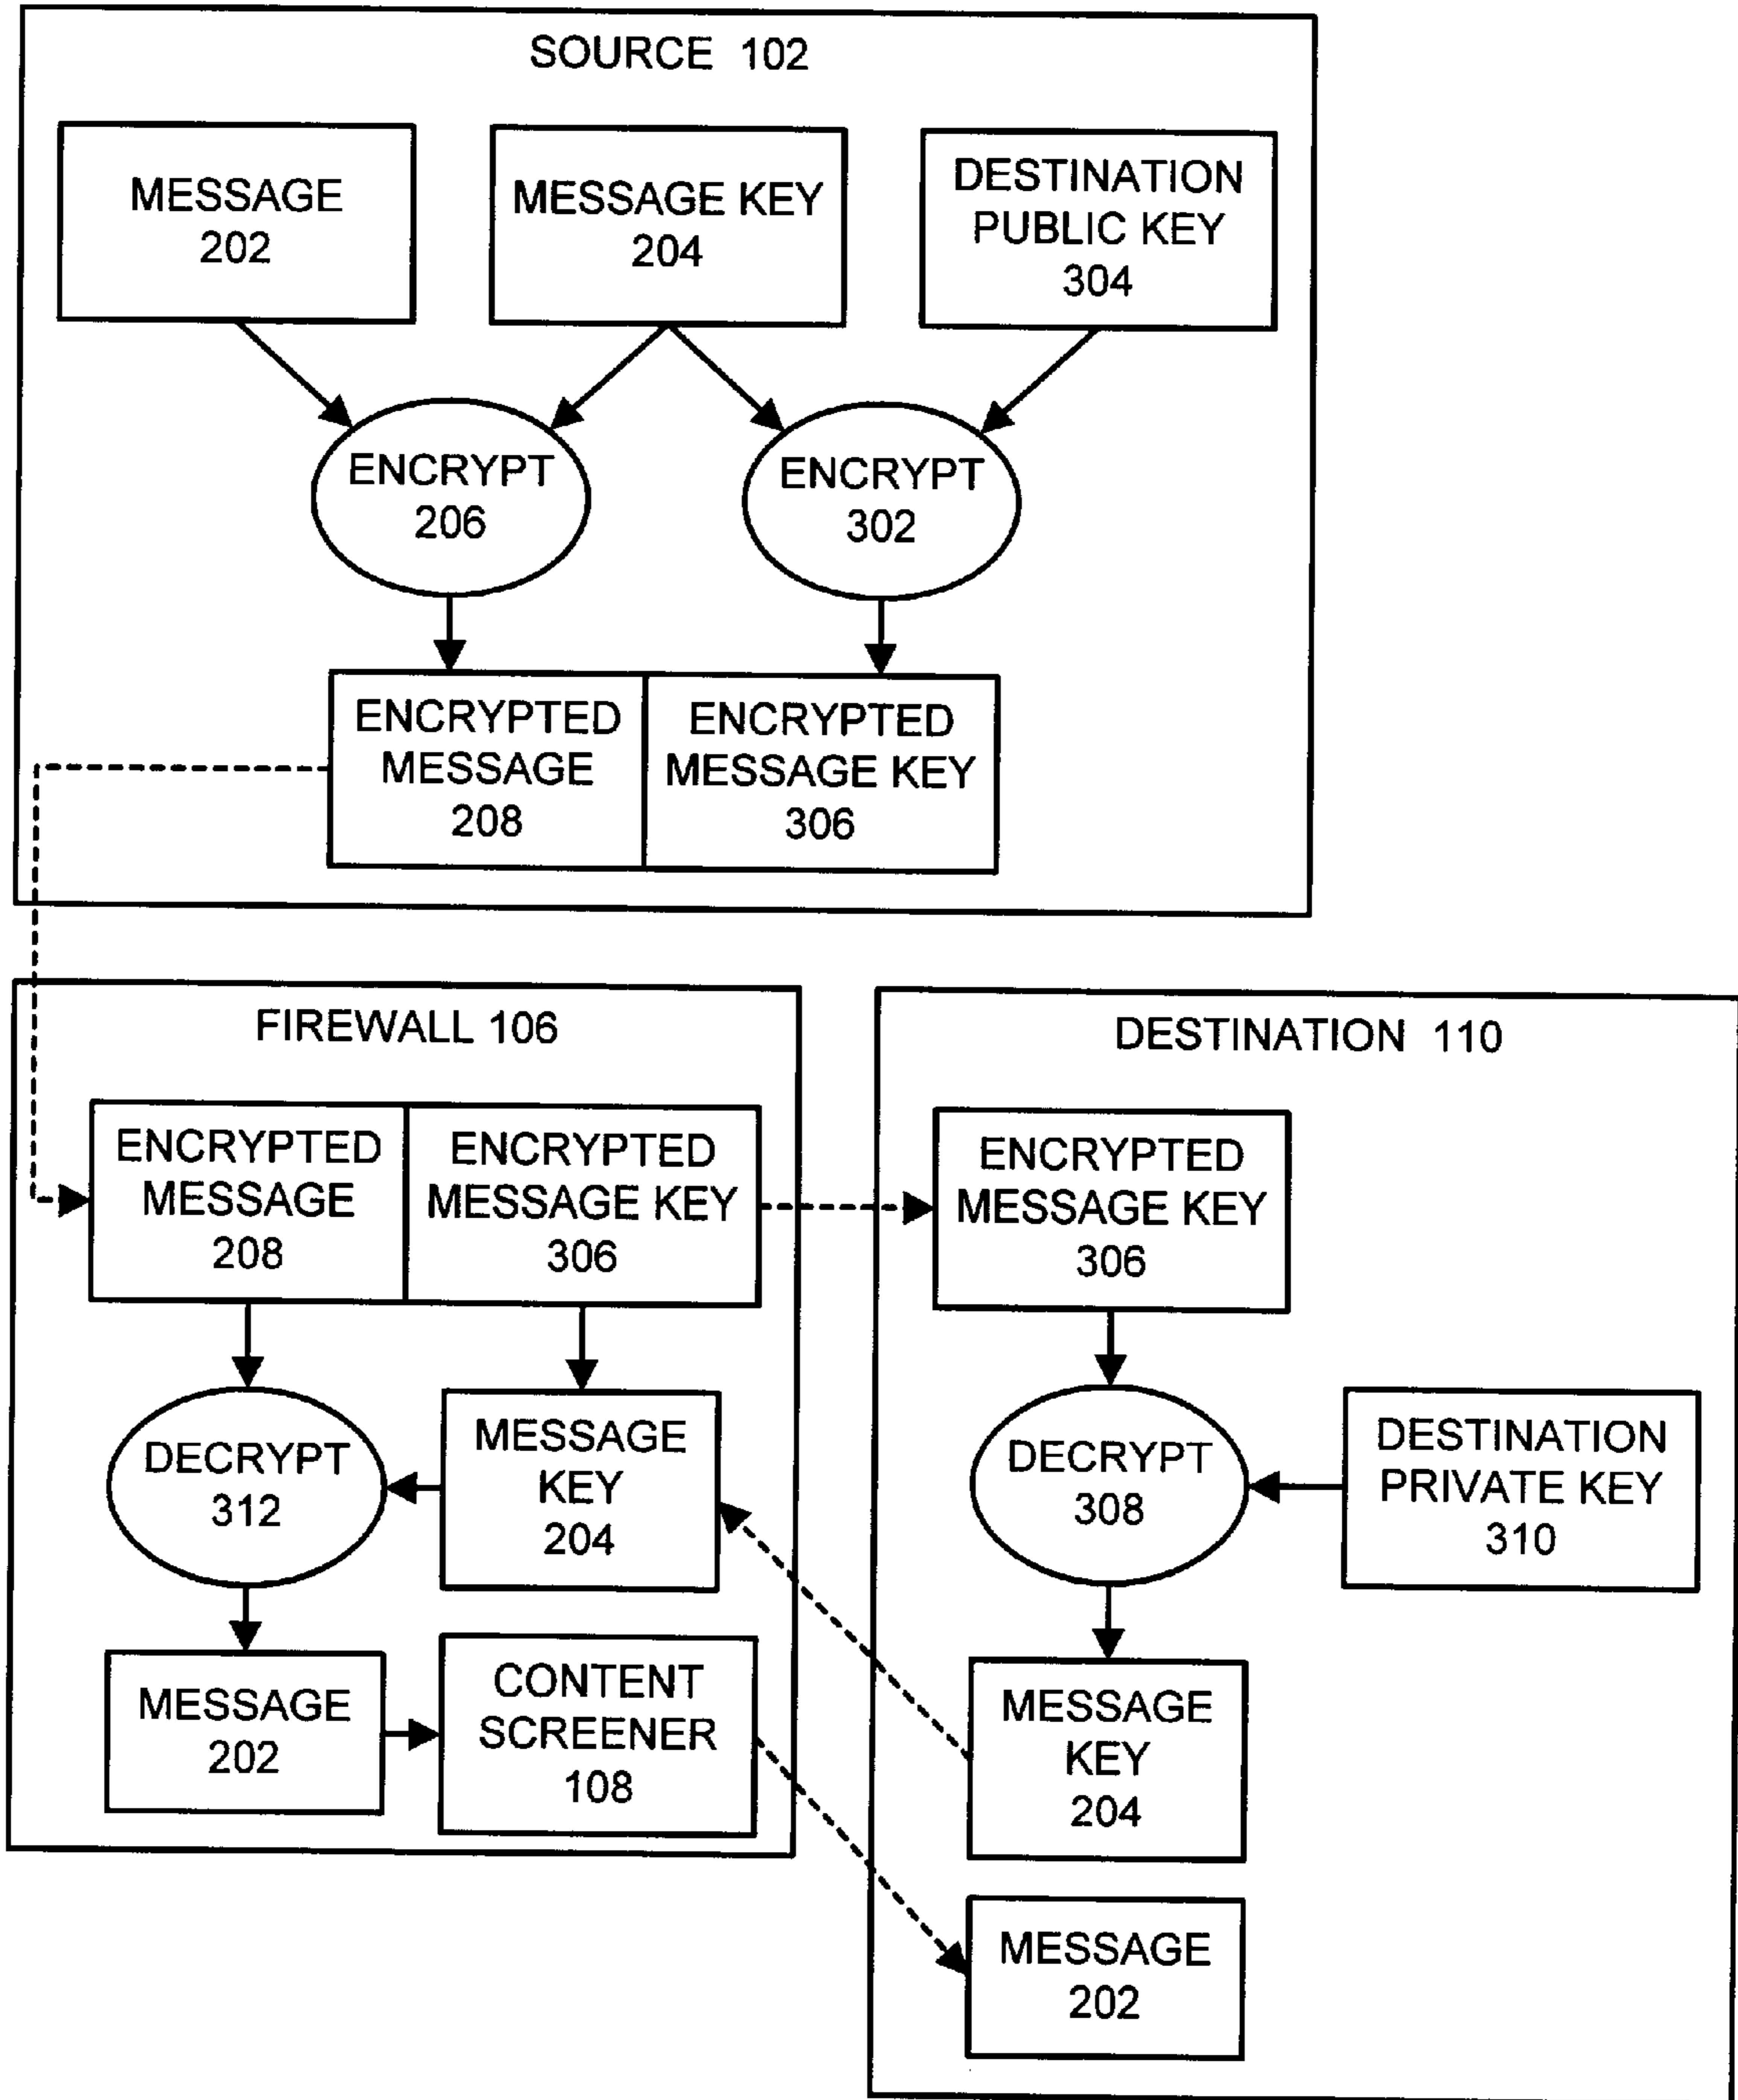 SOURCE 102
MESSAGE
202
MESSAGE KEY
204
DESTINATION
PUBLIC KEY
304
ENCRYPT
206
ENCRYPT
302
ENCRYPTED
MESSAGE
208
ENCRYPTED
MESSAGE KEY
306
FIREWALL 106
ENCRYPTED
MESSAGE
208
ENCRYPTED
MESSAGE KEY
306
DECRYPT
312
MESSAGE
KEY
204
MESSAGE
202
CONTENT
SCREENER
108
DESTINATION 110
ENCRYPTED
MESSAGE KEY
306
DECRYPT
308
DESTINATION
PRIVATE KEY
310
MESSAGE
KEY
204
MESSAGE
202